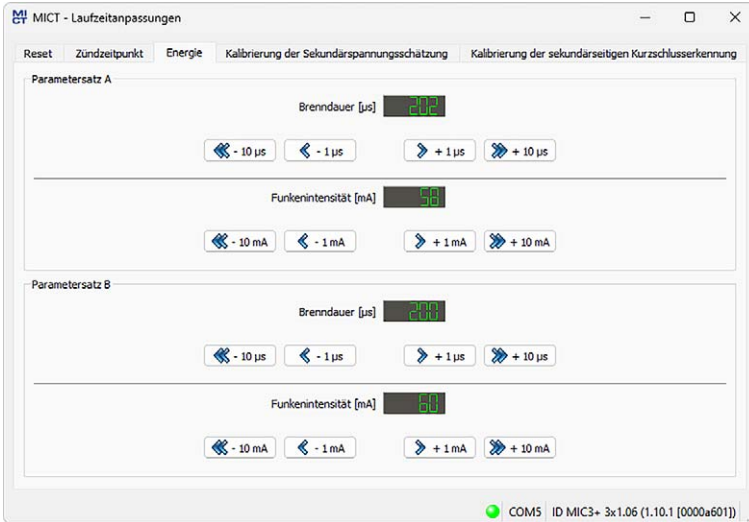 MICT - Laufzeitanpassungen
Reset Zündzeitpunkt Energie Kalibrierung der Sekundärspannungsschätzung Kalibrierung der sekundärseitigen Kurzschlusserkennung
Parametersatz A
Brenndauer [µs] 202
- 10 µs - 1 µs + 1 µs + 10 µs
Funkenintensität [mA] 58
- 10 mA - 1 mA + 1 mA + 10 mA
Parametersatz B
Brenndauer [µs] 200
- 10 µs - 1 µs + 1 µs + 10 µs
Funkenintensität [mA] 60
- 10 mA - 1 mA + 1 mA + 10 mA
COM5 ID MIC3+ 3x1.06 (1.10.1 [0000a601])